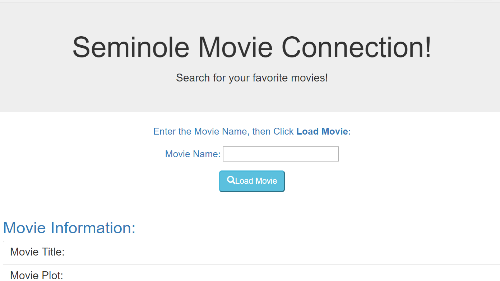 Seminole Movie Connection!
Search for your favorite movies!
Enter the Movie Name, then Click Load Movie:
Movie Name:
Load Movie
Movie Information:
Movie Title:
Movie Plot: